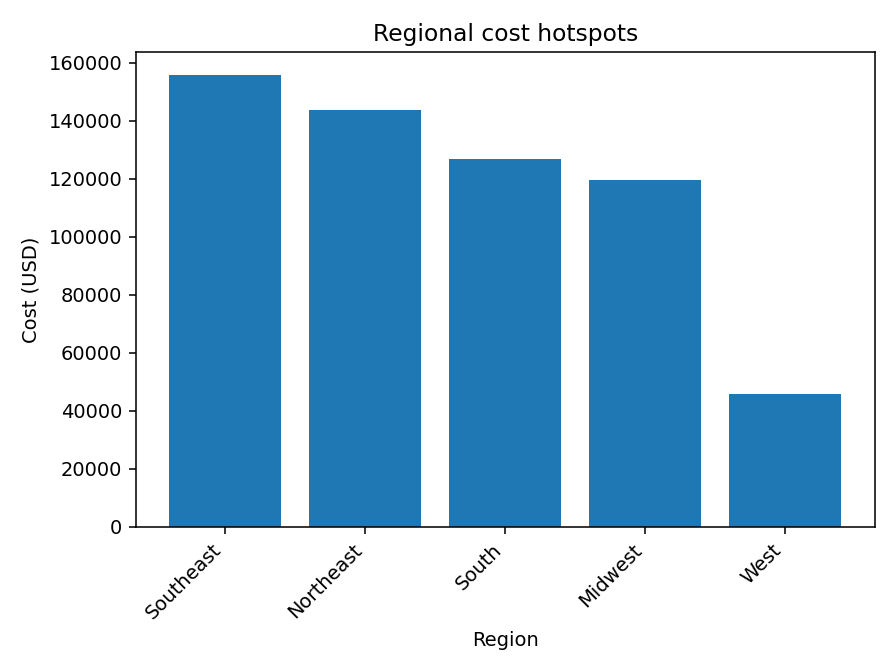 Regional cost hotspots
Cost (USD)
160000
140000
120000
100000
80000
60000
40000
20000
0
Southeast
Northeast
South
Midwest
West
Region